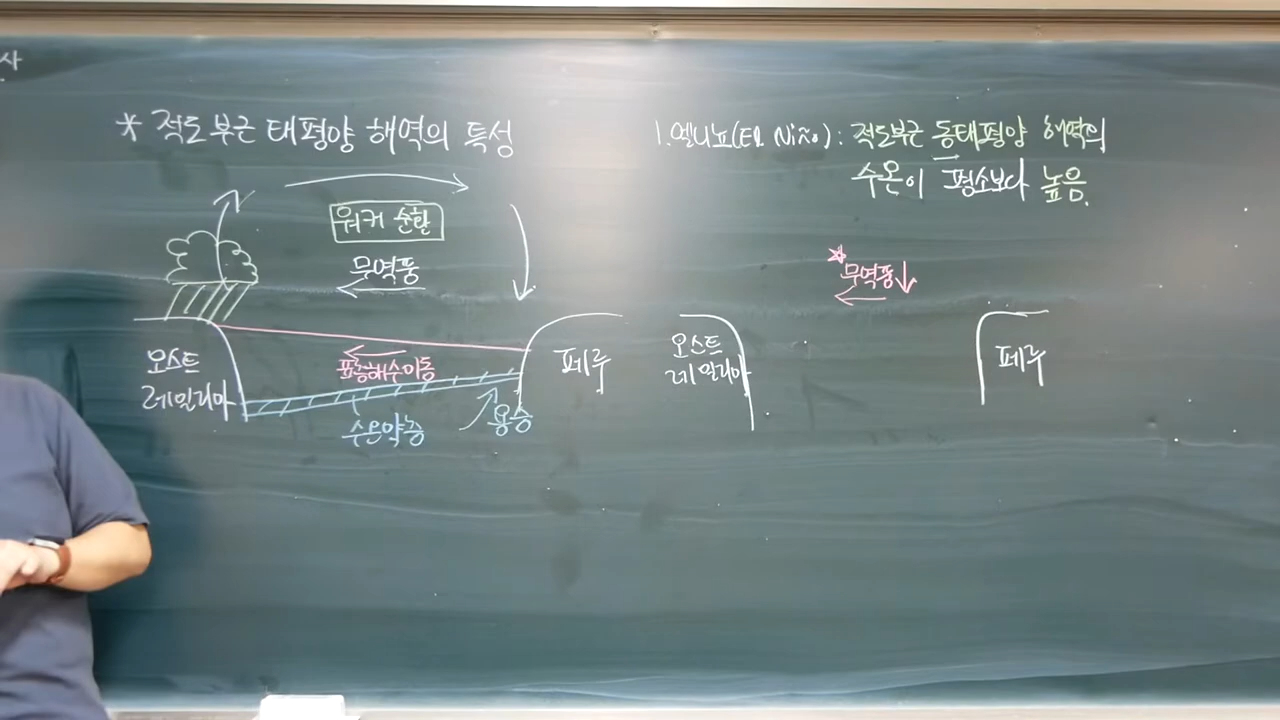 사
* 적도 부근 태평양 해역의 특성
워커 순환
무역풍
오스트
레일리아
표층해수이동
수온약층
용승
페루
1. 엘니뇨(El Niño) : 적도부근 동태평양 해역의
수온이 평소보다 높음.
*무역풍↓
오스트
레일리아
페루